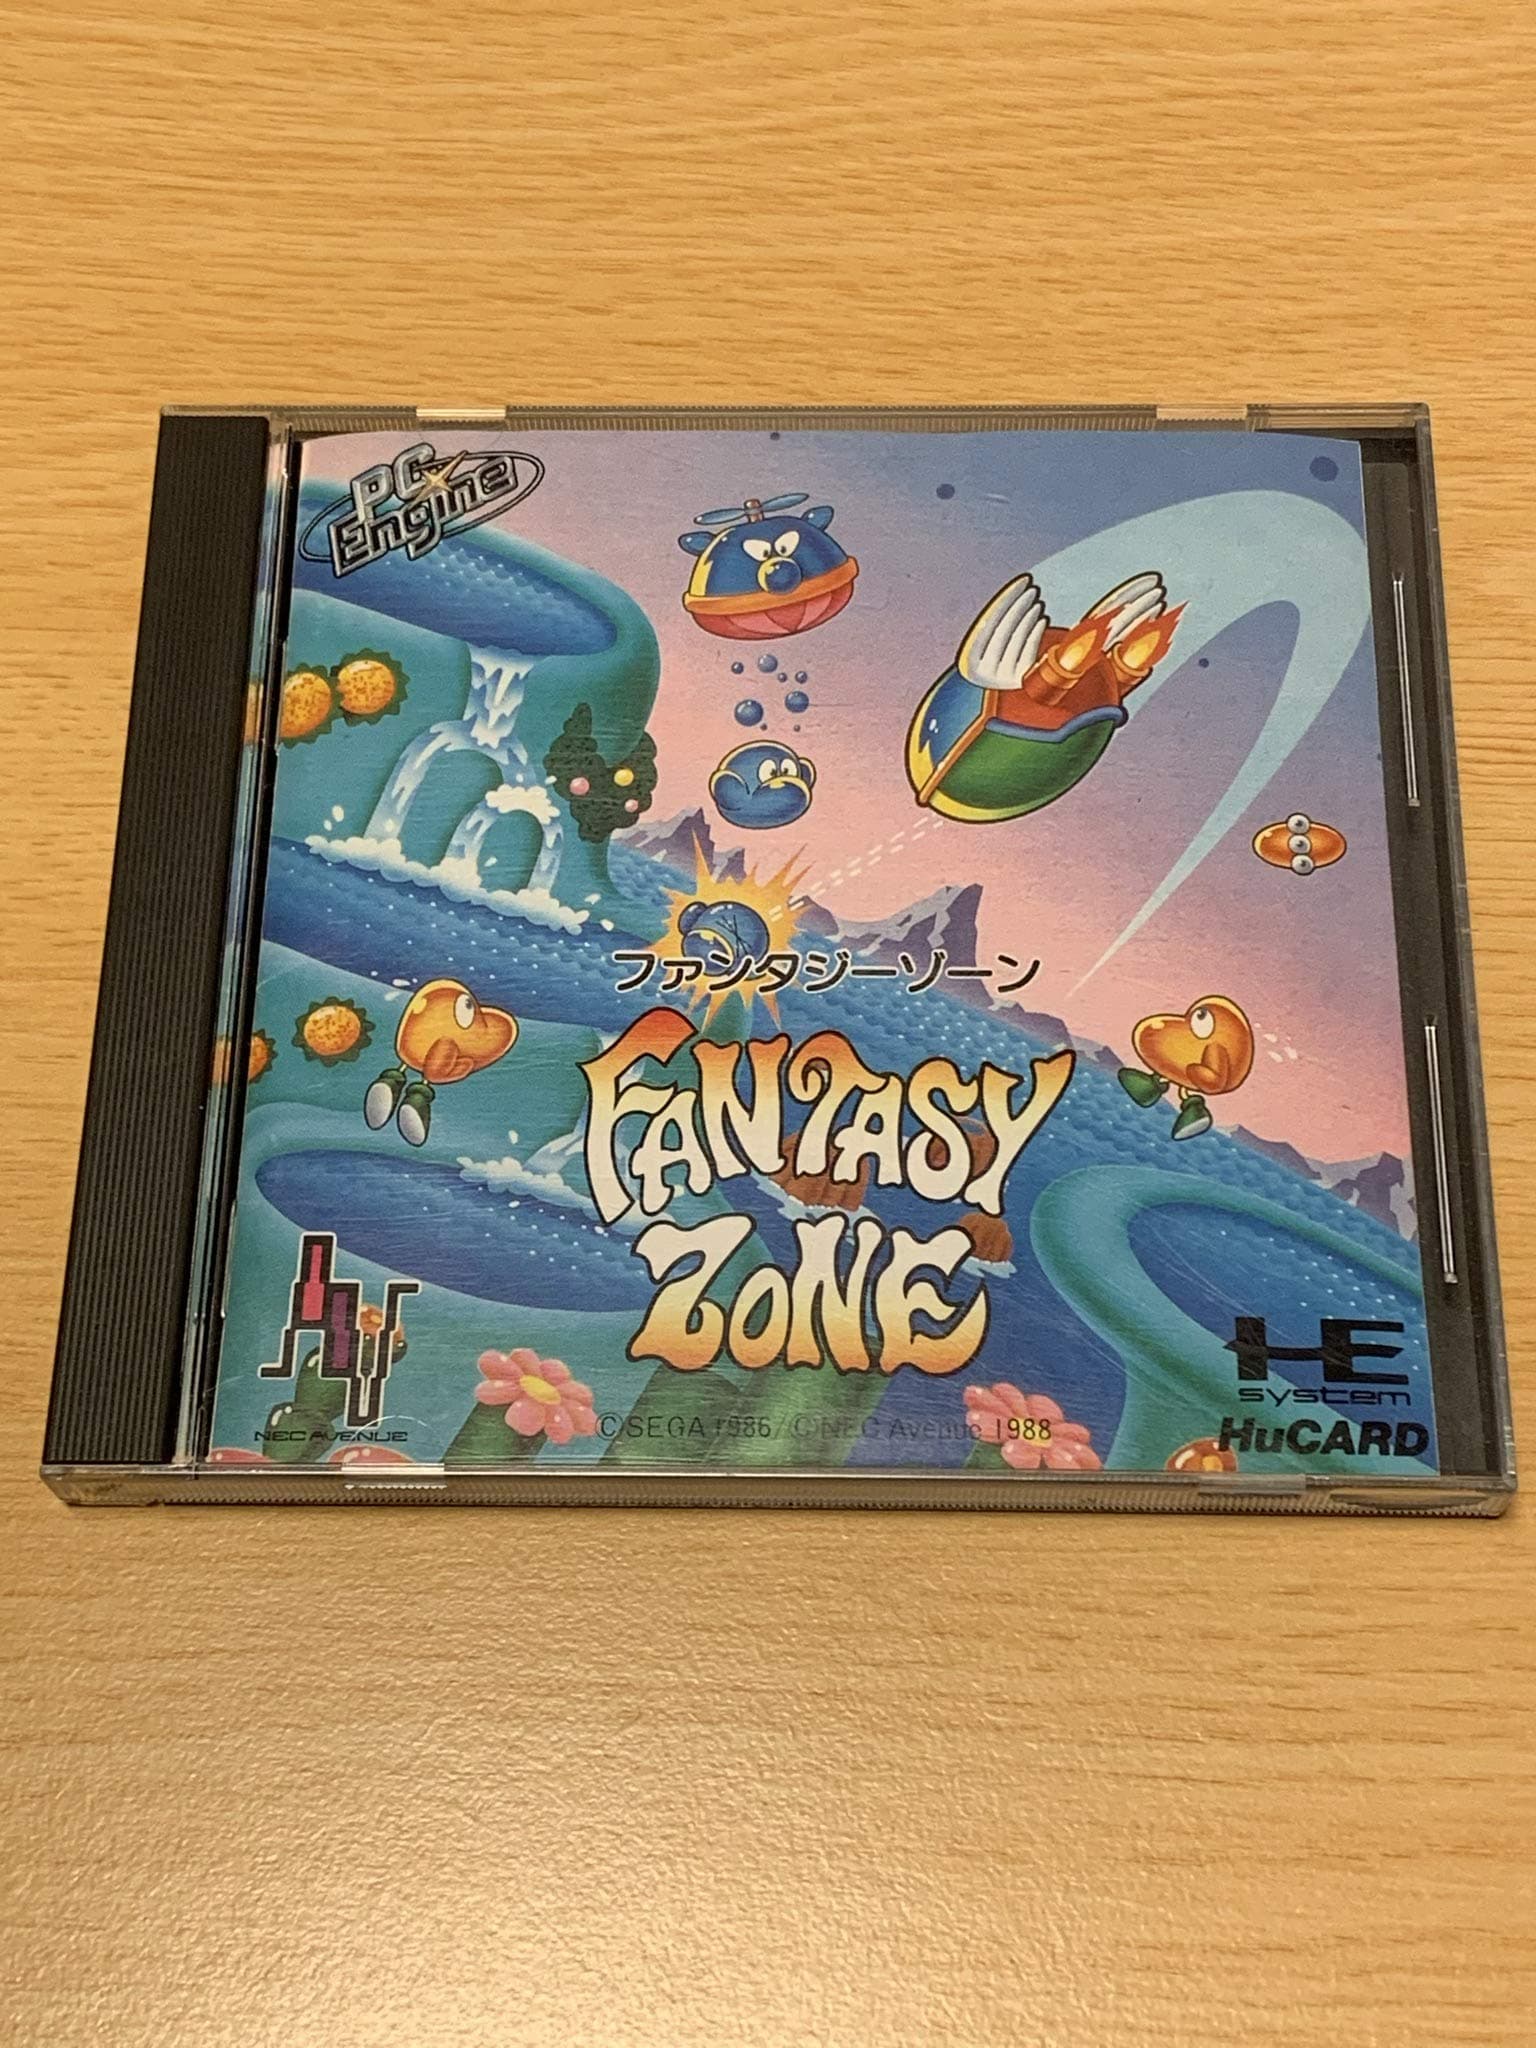 PC Engine
ファンタジーゾーン
FANTASY ZONE
NEC AVENUE
©SEGA 1986/©NEC Avenue 1988
HE system
HuCARD